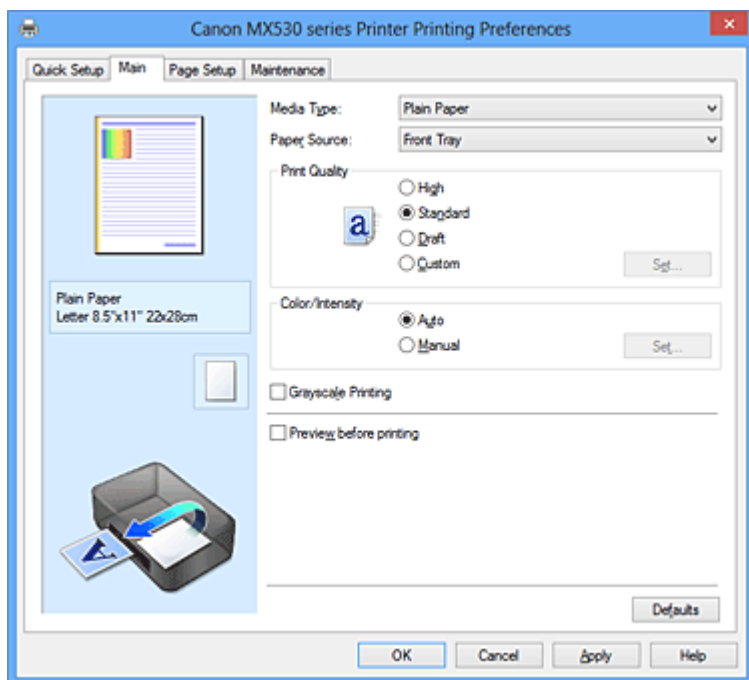 Canon MX530 series Printer Printing Preferences
Quick Setup Main Page Setup Maintenance
Media Type: Plain Paper
Paper Source: Front Tray
Print Quality
High
a Standard
Draft
Custom Set...
Plain Paper
Letter 8.5"x11" 22x28cm
Color/Intensity
Auto
Manual Set...
Grayscale Printing
Preview before printing
A
Defaults
OK Cancel Apply Help